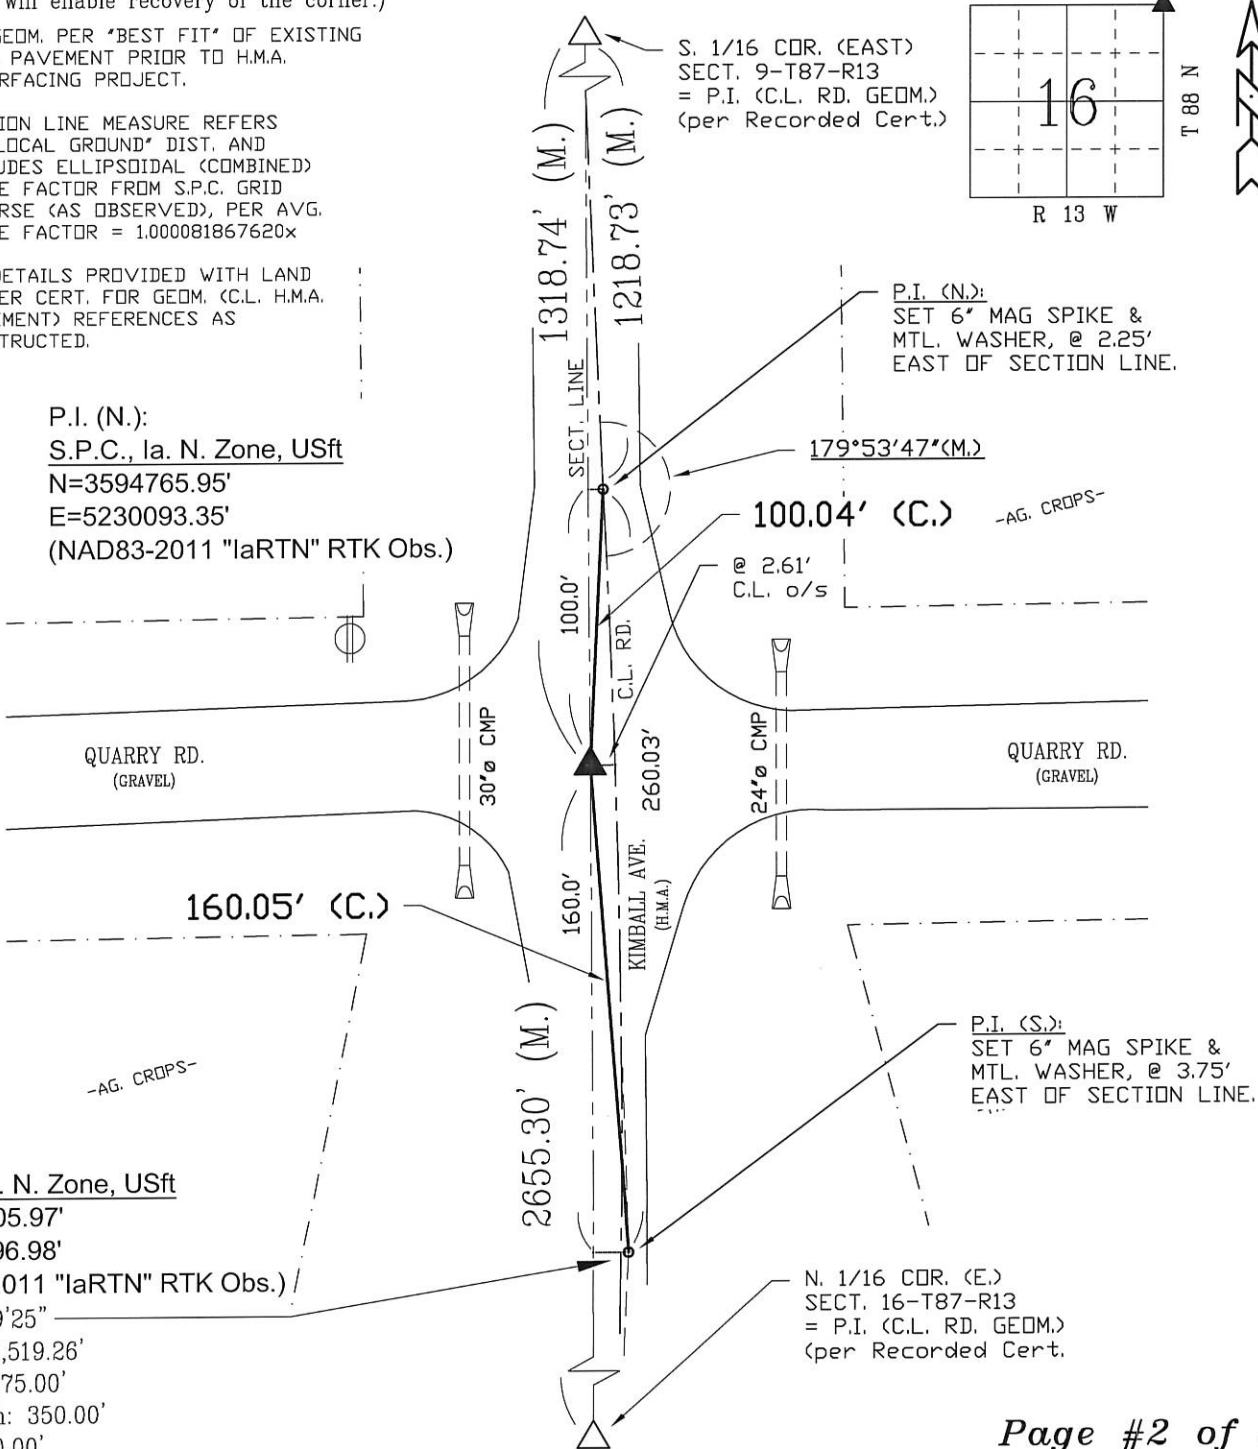 will enable recovery of the corner.)
GEOM. PER "BEST FIT" OF EXISTING
PAVEMENT PRIOR TO H.M.A.
RFACING PROJECT.
ION LINE MEASURE REFERS
LOCAL GROUND" DIST. AND
UDES ELLIPSOIDAL (COMBINED)
E FACTOR FROM S.P.C. GRID
RSE (AS OBSERVED), PER AVG.
E FACTOR = 1.000081867620x
DETAILS PROVIDED WITH LAND
ER CERT. FOR GEOM. (C.L. H.M.A.
EMENT) REFERENCES AS
TRUCTED.
S. 1/16 COR. (EAST)
SECT. 9-T87-R13
= P.I. (C.L. RD. GEOM.)
(per Recorded Cert.)
16
T 88 N
R 13 W
1318.74' (M.)
1218.73' (M.)
SECT. LINE
P.I. (N.):
SET 6" MAG SPIKE &
MTL. WASHER, @ 2.25'
EAST OF SECTION LINE.
P.I. (N.):
S.P.C., Ia. N. Zone, USft
N=3594765.95'
E=5230093.35'
(NAD83-2011 "IaRTN" RTK Obs.)
179°53'47"(M.)
100.04' (C.)
-AG. CROPS-
@ 2.61'
C.L. o/s
100.0'
C.L. RD.
QUARRY RD.
(GRAVEL)
30"ø CMP
260.03'
24"ø CMP
QUARRY RD.
(GRAVEL)
160.05' (C.)
160.0'
KIMBALL AVE.
(H.M.A.)
2655.30' (M.)
-AG. CROPS-
P.I. (S.):
SET 6" MAG SPIKE &
MTL. WASHER, @ 3.75'
EAST OF SECTION LINE.
. N. Zone, USft
05.97'
96.98'
011 "IaRTN" RTK Obs.)
9'25"
,519.26'
75.00'
n: 350.00'
0.00'
N. 1/16 COR. (E.)
SECT. 16-T87-R13
= P.I. (C.L. RD. GEOM.)
(per Recorded Cert.
Page #2 of